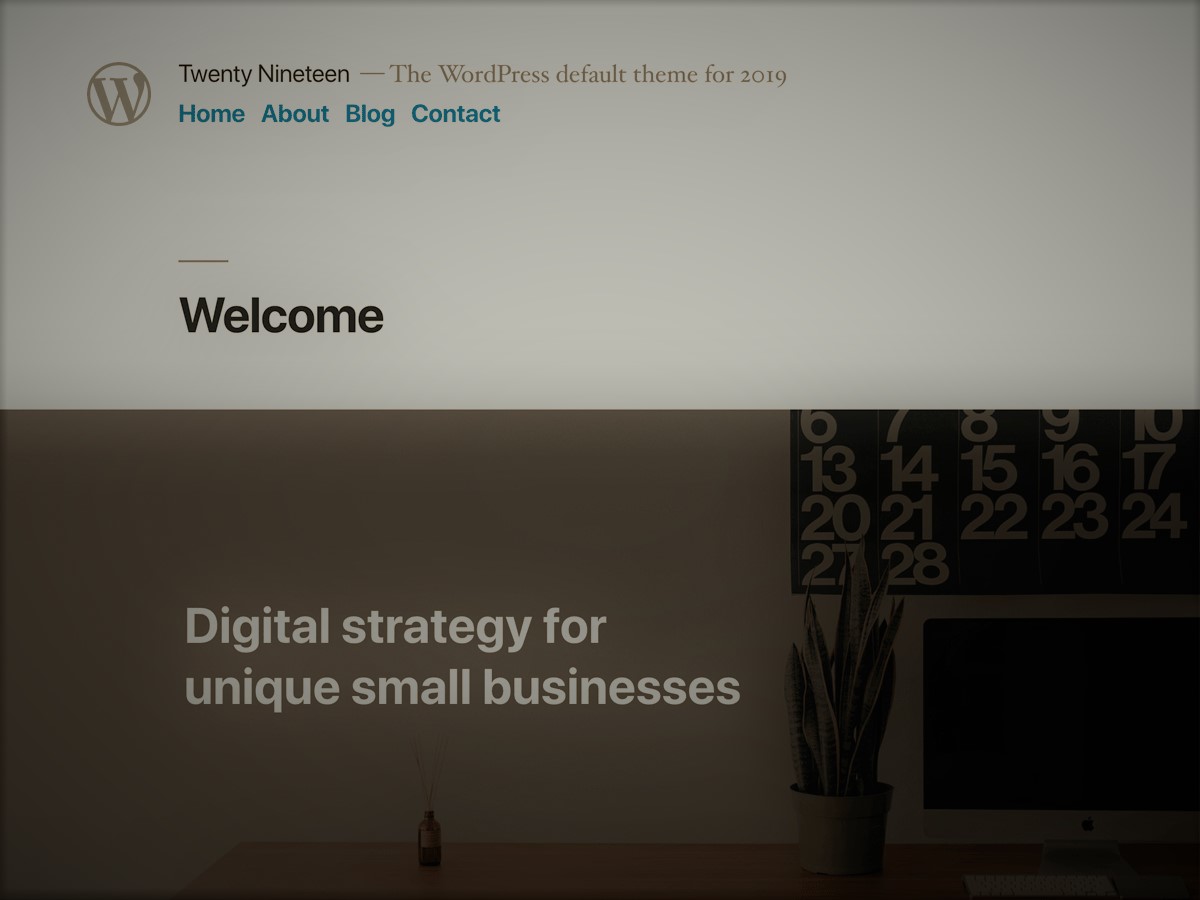 Twenty Nineteen — The WordPress default theme for 2019
Home About Blog Contact
Welcome
6 7 8 9 10
13 14 15 16 17
20 21 22 23 24
27 28
Digital strategy for
unique small businesses